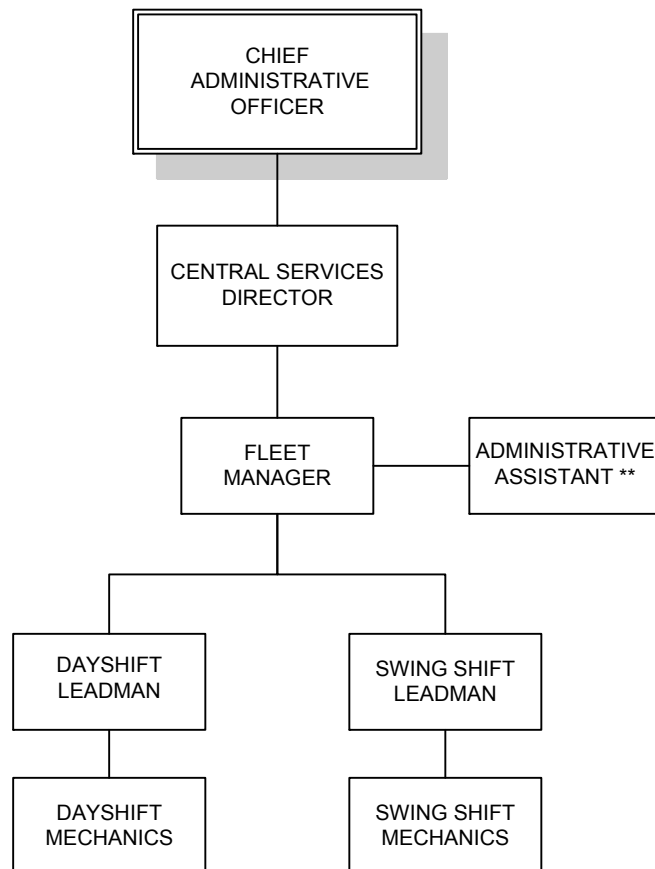 CHIEF
ADMINISTRATIVE
OFFICER
CENTRAL SERVICES
DIRECTOR
FLEET
MANAGER
ADMINISTRATIVE
ASSISTANT **
DAYSHIFT
LEADMAN
SWING SHIFT
LEADMAN
DAYSHIFT
MECHANICS
SWING SHIFT
MECHANICS